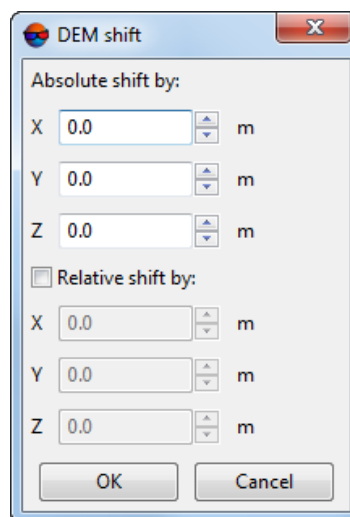 DEM shift
Absolute shift by:
X 0.0 m
Y 0.0 m
Z 0.0 m
Relative shift by:
X 0.0 m
Y 0.0 m
Z 0.0 m
OK Cancel